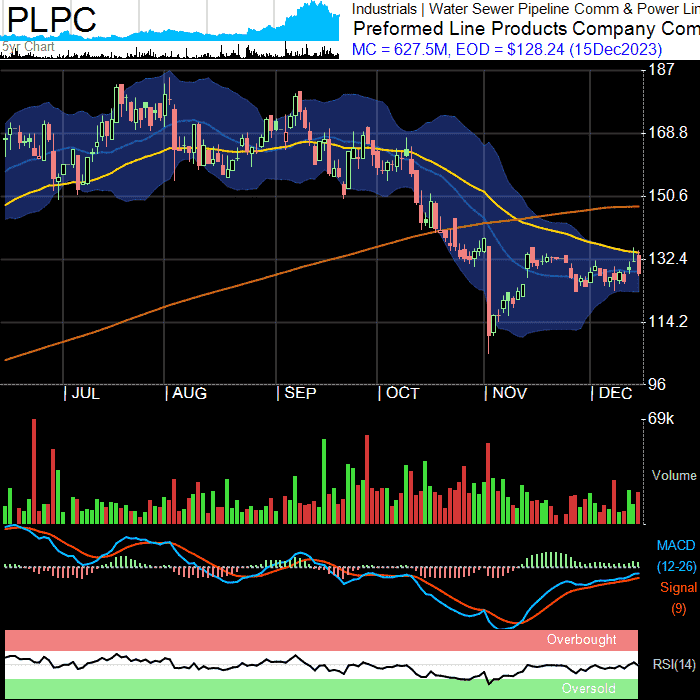 PLPC
5yr Chart
Industrials | Water Sewer Pipeline Comm & Power Lin
Preformed Line Products Company Com
MC = 627.5M, EOD = $128.24 (15Dec2023)
187
168.8
150.6
132.4
114.2
96
JUL AUG SEP OCT NOV DEC
69k
Volume
MACD
(12-26)
Signal
(9)
Overbought
RSI(14)
Oversold